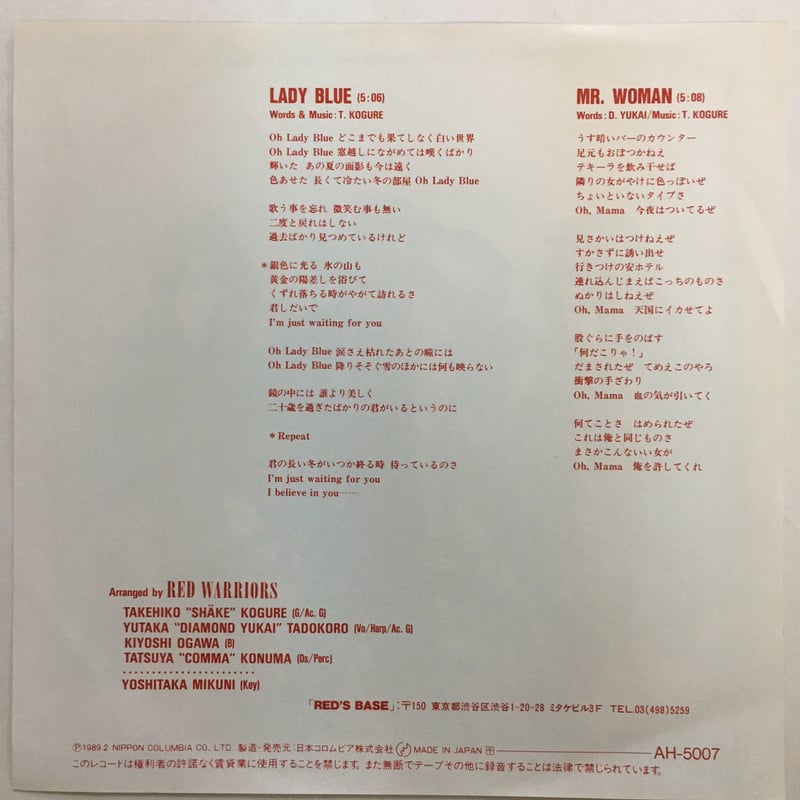 LADY BLUE (5:06)
Words & Music: T. KOGURE
Oh Lady Blue どこまでも果てしなく白い世界
Oh Lady Blue 窓越しにながめては嘆くばかり
輝いた あの夏の面影も今は遠く
色あせた 長くて冷たい冬の部屋 Oh Lady Blue
歌う事を忘れ 微笑む事も無い
二度と戻れはしない
過去ばかり見つめているけれど
*銀色に光る 氷の山も
黄金の陽差しを浴びて
くずれ落ちる時がやがて訪れるさ
君しだいで
I'm just waiting for you
Oh Lady Blue 涙さえ枯れたあとの瞳には
Oh Lady Blue 降りそそぐ雪のほかには何も映らない
鏡の中には 誰より美しく
二十歳を過ぎたばかりの君がいるというのに
*Repeat
君の長い冬がいつか終る時 待っているのさ
I'm just waiting for you
I believe in you……
MR. WOMAN (5:08)
Words: D. YUKAI/Music: T. KOGURE
うす暗いバーのカウンター
足元もおぼつかねえ
テキーラを飲み干せば
隣りの女がやけに色っぽいぜ
ちょいといないタイプさ
Oh, Mama 今夜はついてるぜ
見さかいはつけねえぜ
すかさずに誘い出せ
行きつけの安ホテル
連れ込んじまえばこっちのものさ
ぬかりはしねえぜ
Oh, Mama 天国にイカせてよ
股ぐらに手をのばす
「何だこりゃ!」
だまされたぜ てめえこのやろ
衝撃の手ざわり
Oh, Mama 血の気が引いてく
何てことさ はめられたぜ
これは俺と同じものさ
まさかこんないい女が
Oh, Mama 俺を許してくれ
Arranged by RED WARRIORS
TAKEHIKO "SHÄKE" KOGURE (G/Ac. G)
YUTAKA "DIAMOND YUKAI" TADOKORO (Vo/Harp/Ac. G)
KIYOSHI OGAWA (B)
TATSUYA "COMMA" KONUMA (Ds/Perc)
YOSHITAKA MIKUNI (Key)
「RED'S BASE」:〒150 東京都渋谷区渋谷1-20-28 ミタケビル3F TEL.03(498)5259
Ⓟ1989.2 NIPPON COLUMBIA CO., LTD. 製造・発売元:日本コロムビア株式会社 MADE IN JAPAN
AH-5007
このレコードは権利者の許諾なく賃貸業に使用することを禁じます。また無断でテープその他に録音することは法律で禁じられています。